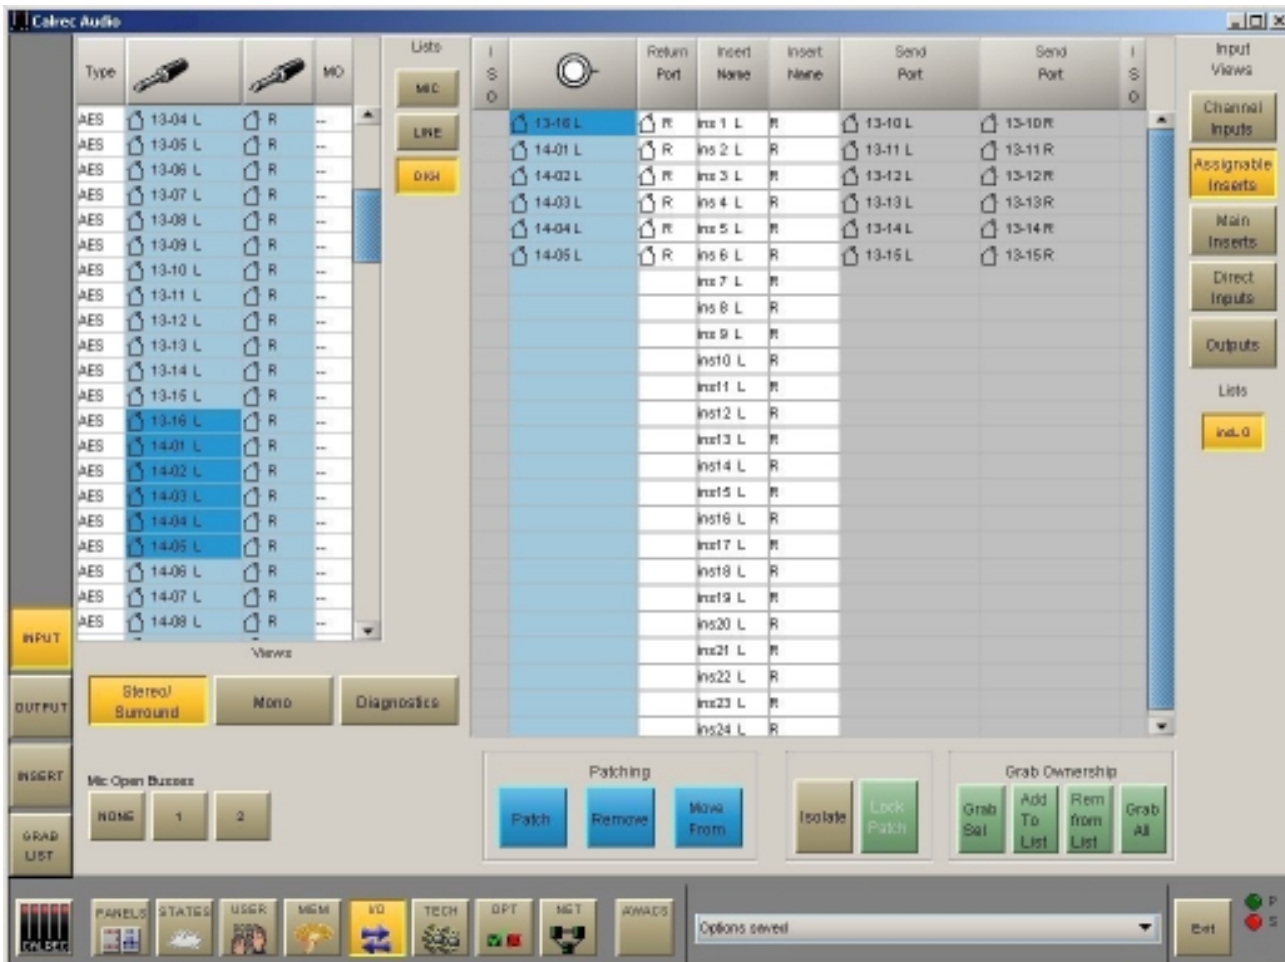 Calrec Audio
Type MO
Lists
MIC
LINE
DIGI
AES 13-04 L R --
AES 13-05 L R --
AES 13-06 L R --
AES 13-07 L R --
AES 13-08 L R --
AES 13-09 L R --
AES 13-10 L R --
AES 13-11 L R --
AES 13-12 L R --
AES 13-13 L R --
AES 13-14 L R --
AES 13-15 L R --
AES 13-16 L R --
AES 14-01 L R --
AES 14-02 L R --
AES 14-03 L R --
AES 14-04 L R --
AES 14-05 L R --
AES 14-06 L R --
AES 14-07 L R --
AES 14-08 L R --
ISO Return Port Insert Name Insert Name Send Port Send Port ISO
13-16 L R ins 1 L R 13-10 L 13-10 R
14-01 L R ins 2 L R 13-11 L 13-11 R
14-02 L R ins 3 L R 13-12 L 13-12 R
14-03 L R ins 4 L R 13-13 L 13-13 R
14-04 L R ins 5 L R 13-14 L 13-14 R
14-05 L R ins 6 L R 13-15 L 13-15 R
ins 7 L R
ins 8 L R
ins 9 L R
ins10 L R
ins11 L R
ins12 L R
ins13 L R
ins14 L R
ins15 L R
ins16 L R
ins17 L R
ins18 L R
ins19 L R
ins20 L R
ins21 L R
ins22 L R
ins23 L R
ins24 L R
Input
Views
Channel
Inputs
Assignable
Inserts
Main
Inserts
Direct
Inputs
Outputs
Lists
INPUT
OUTPUT
INSERT
GRAB
LIST
Views
Stereo/
Surround
Mono
Diagnostics
Mic Open Busses
NONE
1
2
Patching
Patch
Remove
Move
From
Isolate
Lock
Patch
Grab Ownership
Grab
Sel
Add
To
List
Rem
from
List
Grab
All
CALREC
PANELS
STATES
USER
MEM
I/O
TECH
OPT
NET
AWACS
Options saved
Exit
P
S